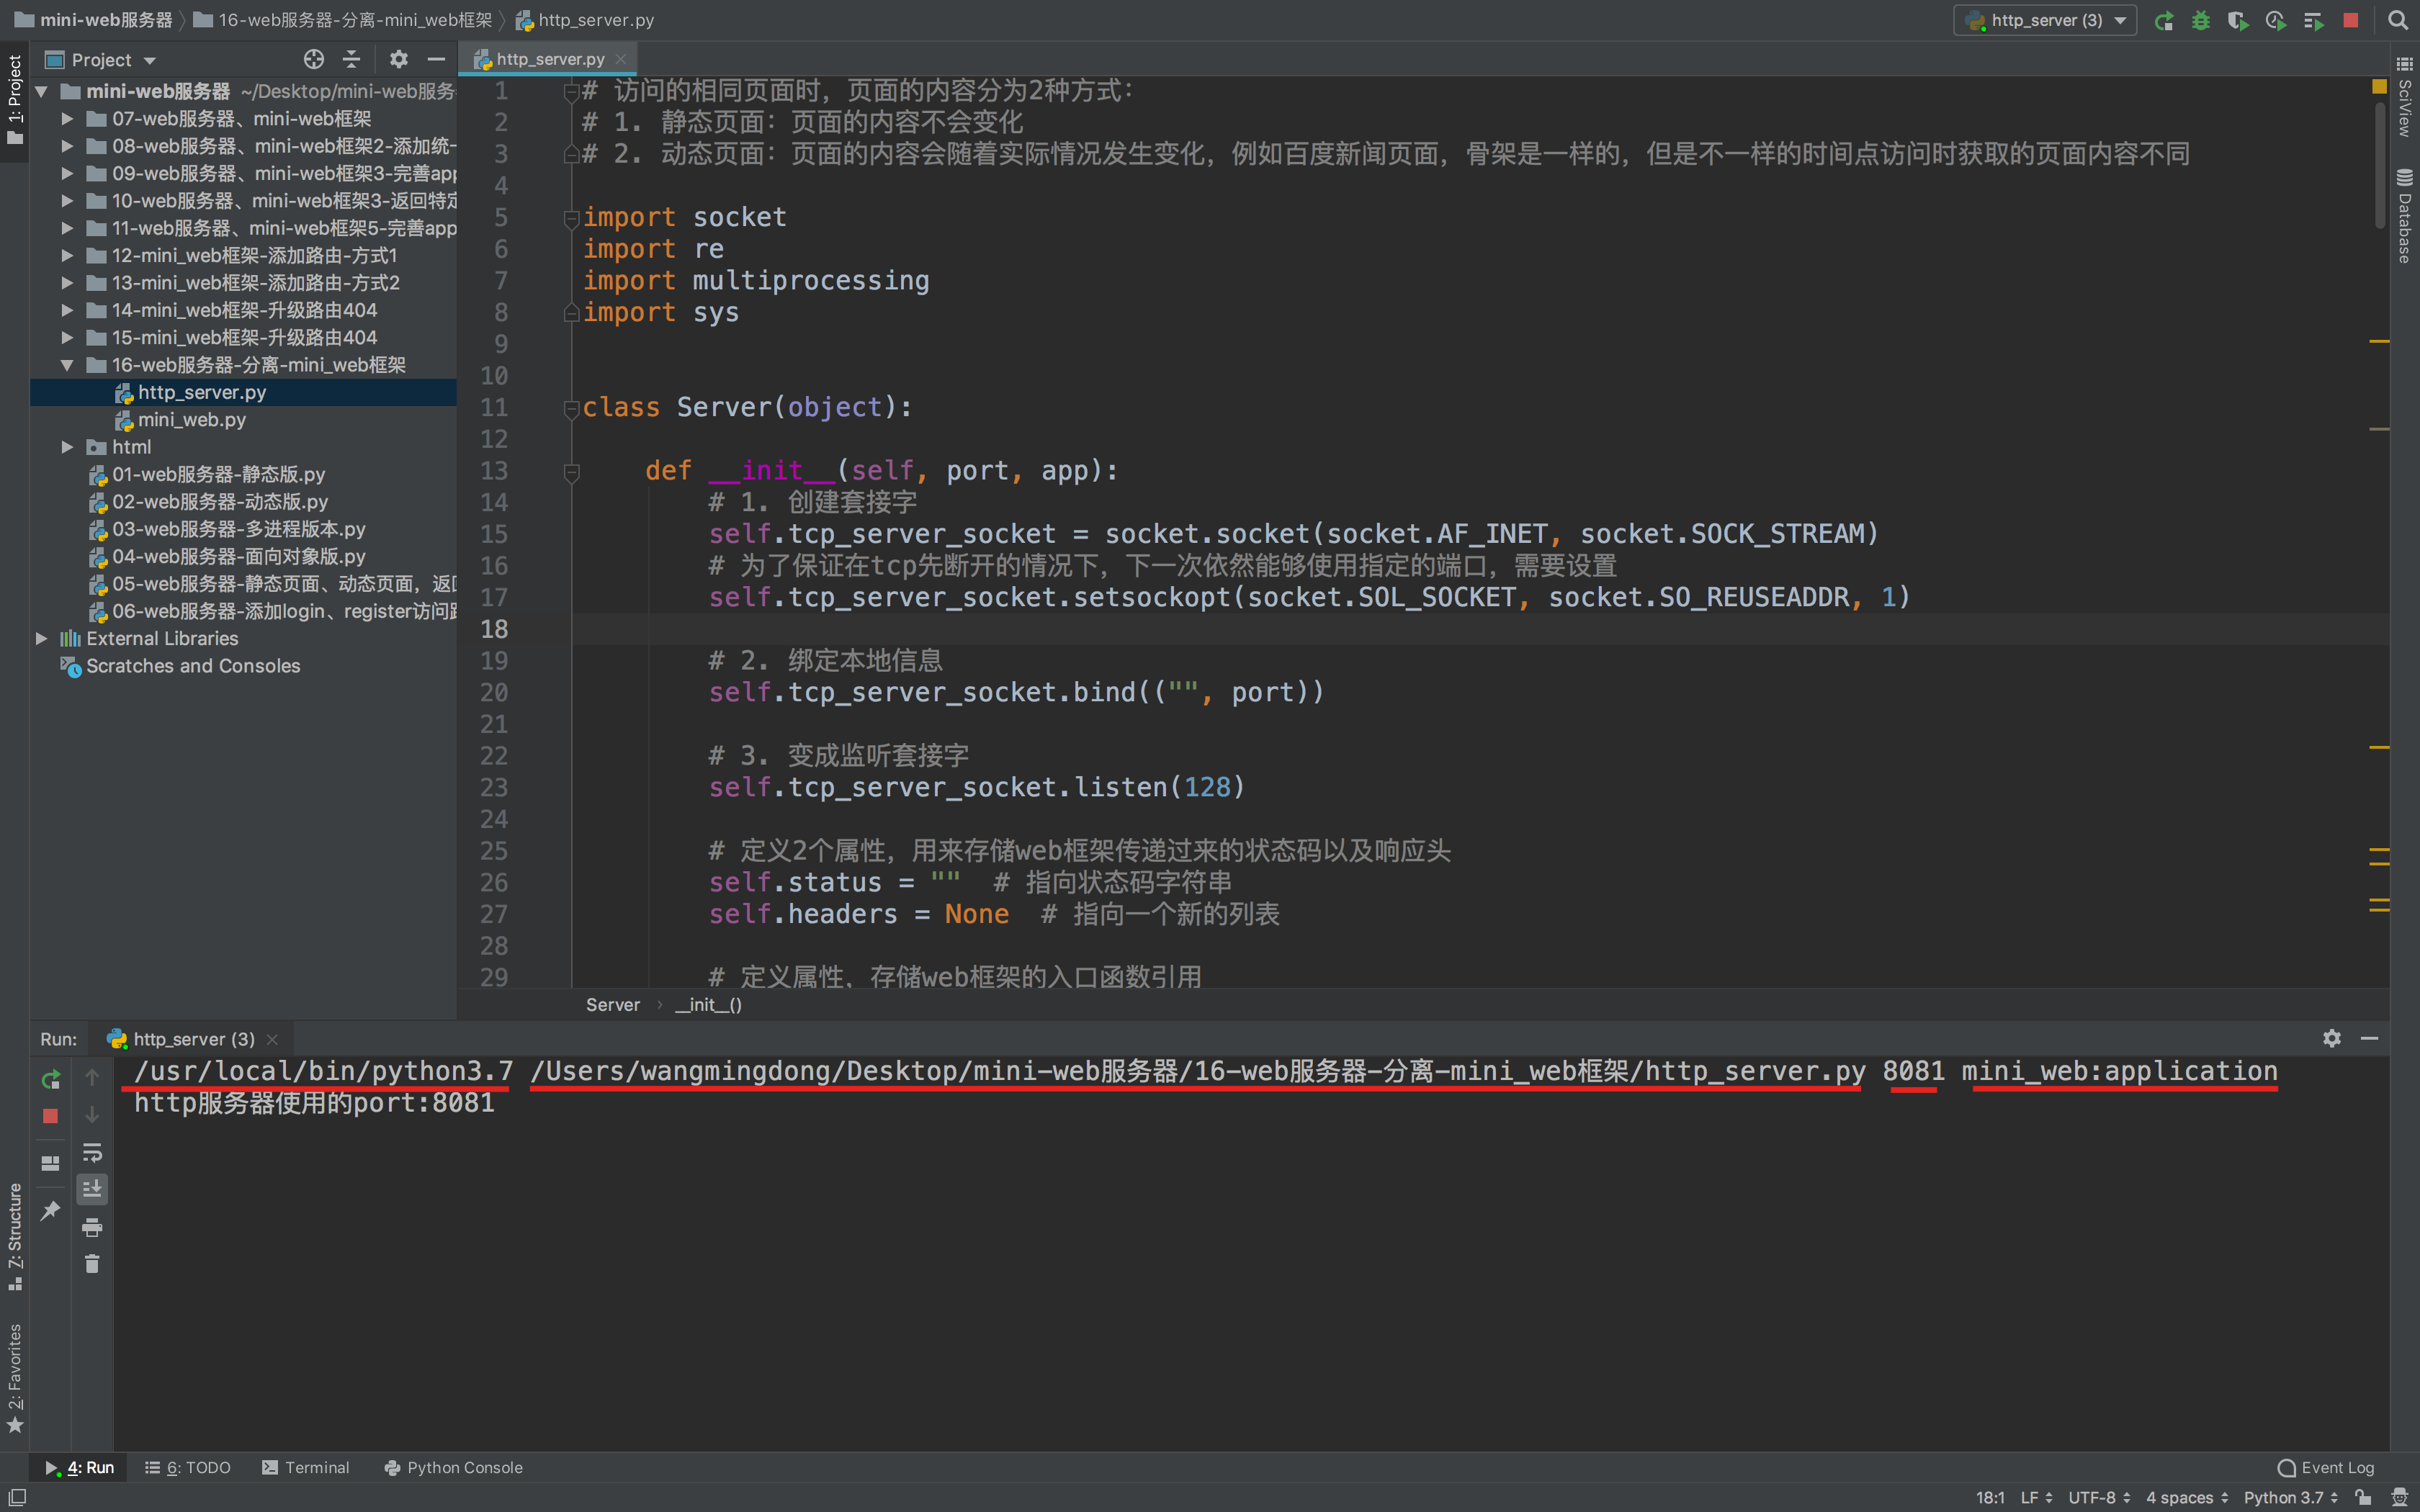 mini-web服务器 16-web服务器-分离-mini_web框架 http_server.py http_server (3)
1: Project
Project
http_server.py
mini-web服务器 ~/Desktop/mini-web服务
07-web服务器、mini-web框架
08-web服务器、mini-web框架2-添加统一
09-web服务器、mini-web框架3-完善app
10-web服务器、mini-web框架3-返回特定
11-web服务器、mini-web框架5-完善app
12-mini_web框架-添加路由-方式1
13-mini_web框架-添加路由-方式2
14-mini_web框架-升级路由404
15-mini_web框架-升级路由404
16-web服务器-分离-mini_web框架
http_server.py
mini_web.py
html
01-web服务器-静态版.py
02-web服务器-动态版.py
03-web服务器-多进程版本.py
04-web服务器-面向对象版.py
05-web服务器-静态页面、动态页面，返回
06-web服务器-添加login、register访问路
External Libraries
Scratches and Consoles
1 # 访问的相同页面时，页面的内容分为2种方式：
2 # 1. 静态页面：页面的内容不会变化
3 # 2. 动态页面：页面的内容会随着实际情况发生变化，例如百度新闻页面，骨架是一样的，但是不一样的时间点访问时获取的页面内容不同
4
5 import socket
6 import re
7 import multiprocessing
8 import sys
9
10
11 class Server(object):
12
13 def __init__(self, port, app):
14 # 1. 创建套接字
15 self.tcp_server_socket = socket.socket(socket.AF_INET, socket.SOCK_STREAM)
16 # 为了保证在tcp先断开的情况下，下一次依然能够使用指定的端口，需要设置
17 self.tcp_server_socket.setsockopt(socket.SOL_SOCKET, socket.SO_REUSEADDR, 1)
18
19 # 2. 绑定本地信息
20 self.tcp_server_socket.bind(("", port))
21
22 # 3. 变成监听套接字
23 self.tcp_server_socket.listen(128)
24
25 # 定义2个属性，用来存储web框架传递过来的状态码以及响应头
26 self.status = "" # 指向状态码字符串
27 self.headers = None # 指向一个新的列表
28
29 # 定义属性，存储web框架的入口函数引用
Server › __init__()
SciView
Database
Run: http_server (3)
/usr/local/bin/python3.7 /Users/wangmingdong/Desktop/mini-web服务器/16-web服务器-分离-mini_web框架/http_server.py 8081 mini_web:application
http服务器使用的port:8081
7: Structure
2: Favorites
4: Run 6: TODO Terminal Python Console Event Log
18:1 LF UTF-8 4 spaces Python 3.7